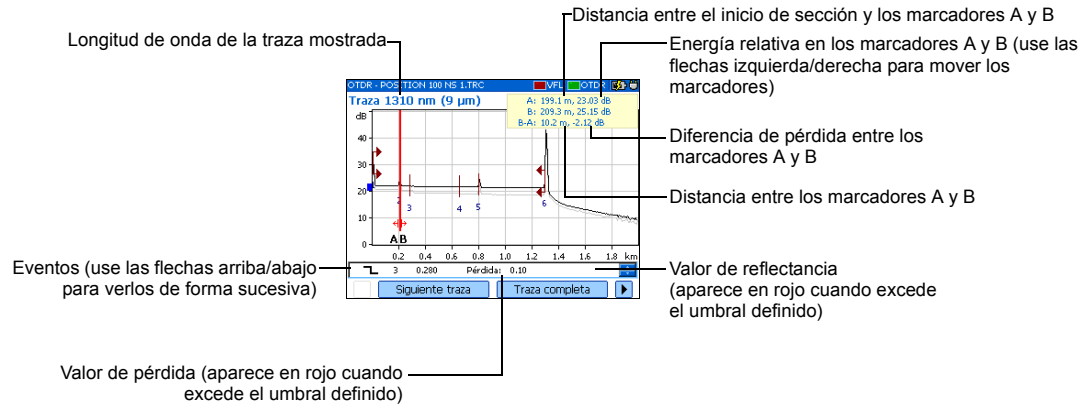 Distancia entre el inicio de sección y los marcadores A y B
Longitud de onda de la traza mostrada
Energía relativa en los marcadores A y B (use las
flechas izquierda/derecha para mover los
marcadores)
OTDR - POSITION 100 NS 1.TRC
VFL
OTDR
Traza 1310 nm (9 µm)
A: 199.1 m, 23.03 dB
B: 209.3 m, 25.15 dB
B-A: 10.2 m, -2.12 dB
dB
40
30
20
10
0
2
3
4
5
6
A B
0.2 0.4 0.6 0.8 1.0 1.2 1.4 1.6 1.8 km
Diferencia de pérdida entre los
marcadores A y B
Distancia entre los marcadores A y B
Eventos (use las flechas arriba/abajo
para verlos de forma sucesiva)
3 0.280 Pérdida: 0.10
Siguiente traza
Traza completa
Valor de reflectancia
(aparece en rojo cuando excede
el umbral definido)
Valor de pérdida (aparece en rojo cuando
excede el umbral definido)